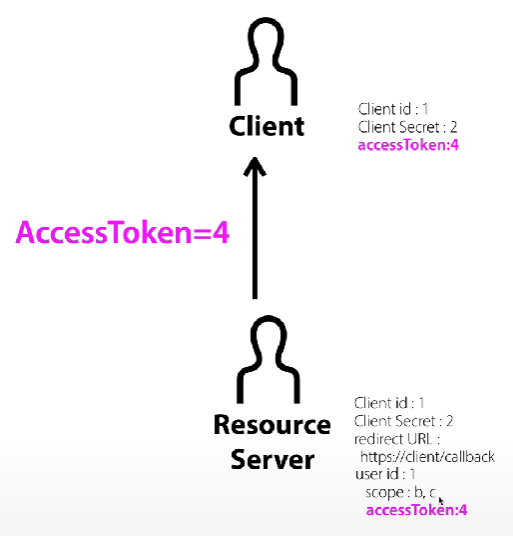 Client
Client id : 1
Client Secret : 2
accessToken:4
AccessToken=4
Resource
Server
Client id : 1
Client Secret : 2
redirect URL :
https://client/callback
user id : 1
scope : b, c
accessToken:4